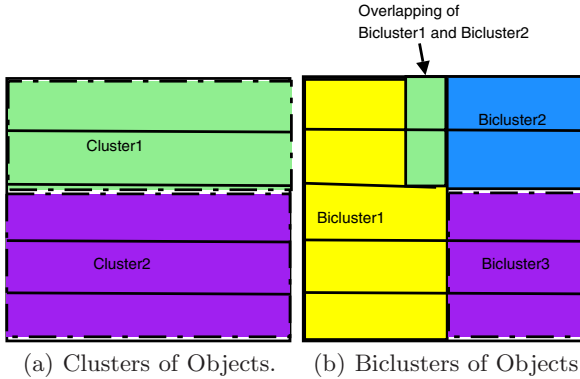 Overlapping of
Bicluster1 and Bicluster2
Cluster1
Cluster2
Bicluster2
Bicluster1
Bicluster3
(a) Clusters of Objects.
(b) Biclusters of Objects